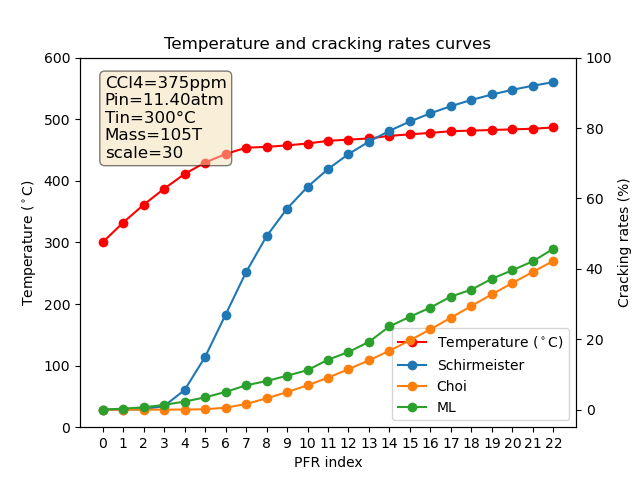 Temperature and cracking rates curves
CCl4=375ppm
Pin=11.40atm
Tin=300°C
Mass=105T
scale=30
600
500
400
300
200
100
0
Temperature (°C)
100
80
60
40
20
0
Cracking rates (%)
Temperature (°C)
Schirmeister
Choi
ML
0 1 2 3 4 5 6 7 8 9 10 11 12 13 14 15 16 17 18 19 20 21 22
PFR index